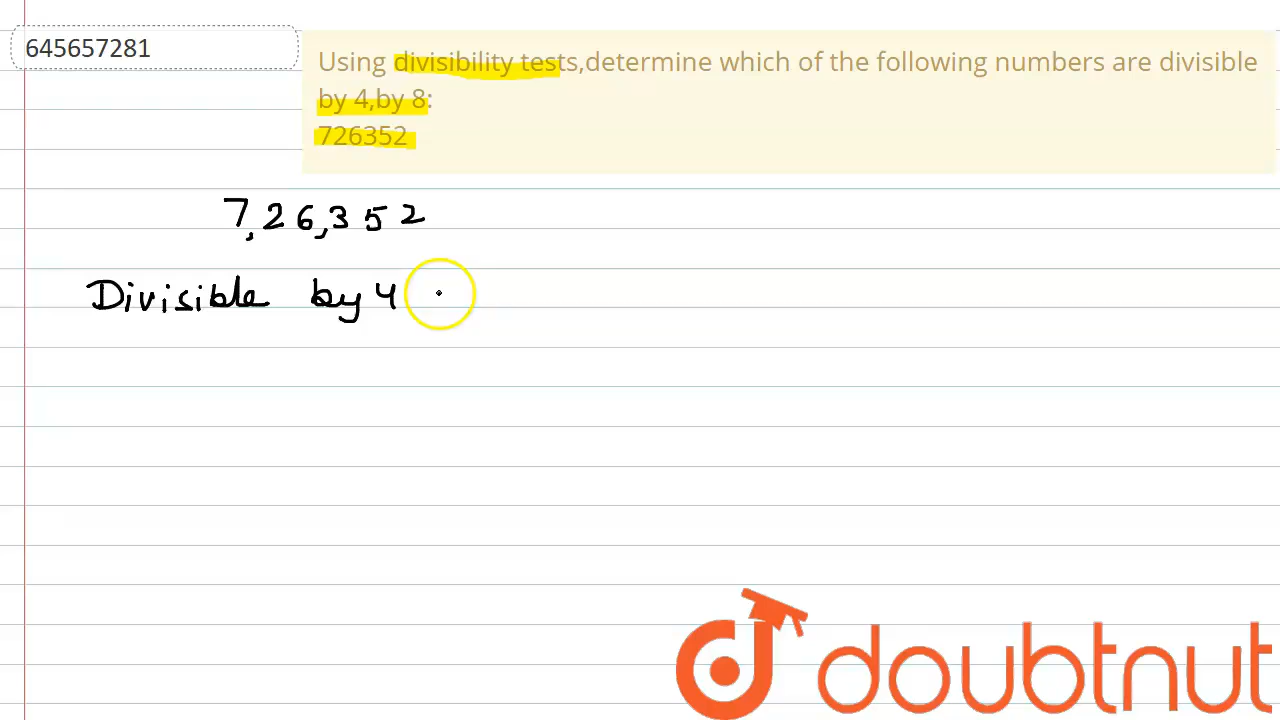 645657281
Using divisibility tests,determine which of the following numbers are divisible
by 4,by 8:
726352
7,26,352
Divisible by 4
doubtnut